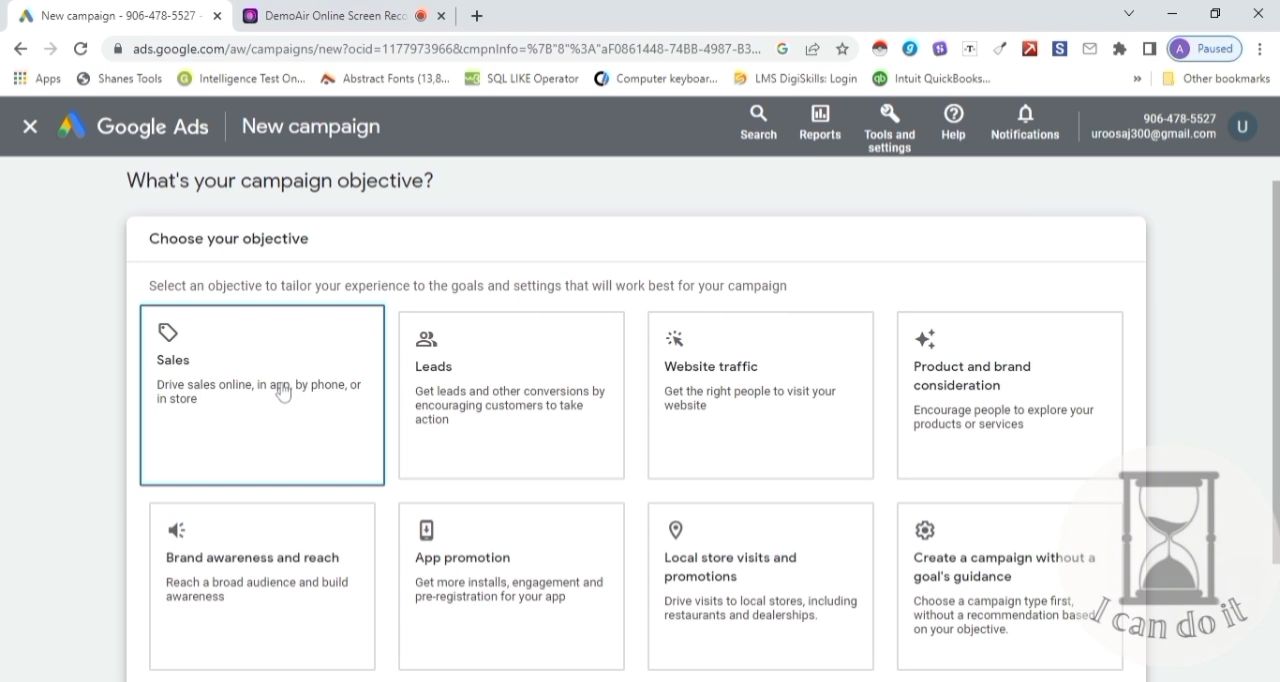 New campaign - 906-478-5527 -
DemoAir Online Screen Reco
ads.google.com/aw/campaigns/new?ocid=1177973966&cmpnInfo=%7B"8"%3A"aF0861448-74BB-4987-B3...
Paused
Apps
Shanes Tools
Intelligence Test On...
Abstract Fonts (13,8...
SQL LIKE Operator
Computer keyboar...
LMS DigiSkills: Login
Intuit QuickBooks...
»
Other bookmarks
Google Ads
New campaign
Search
Reports
Tools and
settings
Help
Notifications
906-478-5527
uroosaj300@gmail.com
U
What's your campaign objective?
Choose your objective
Select an objective to tailor your experience to the goals and settings that will work best for your campaign
Sales
Drive sales online, in app, by phone, or
in store
Leads
Get leads and other conversions by
encouraging customers to take
action
Website traffic
Get the right people to visit your
website
Product and brand
consideration
Encourage people to explore your
products or services
Brand awareness and reach
Reach a broad audience and build
awareness
App promotion
Get more installs, engagement and
pre-registration for your app
Local store visits and
promotions
Drive visits to local stores, including
restaurants and dealerships.
Create a campaign without a
goal's guidance
Choose a campaign type first,
without a recommendation based
on your objective.
I can do it